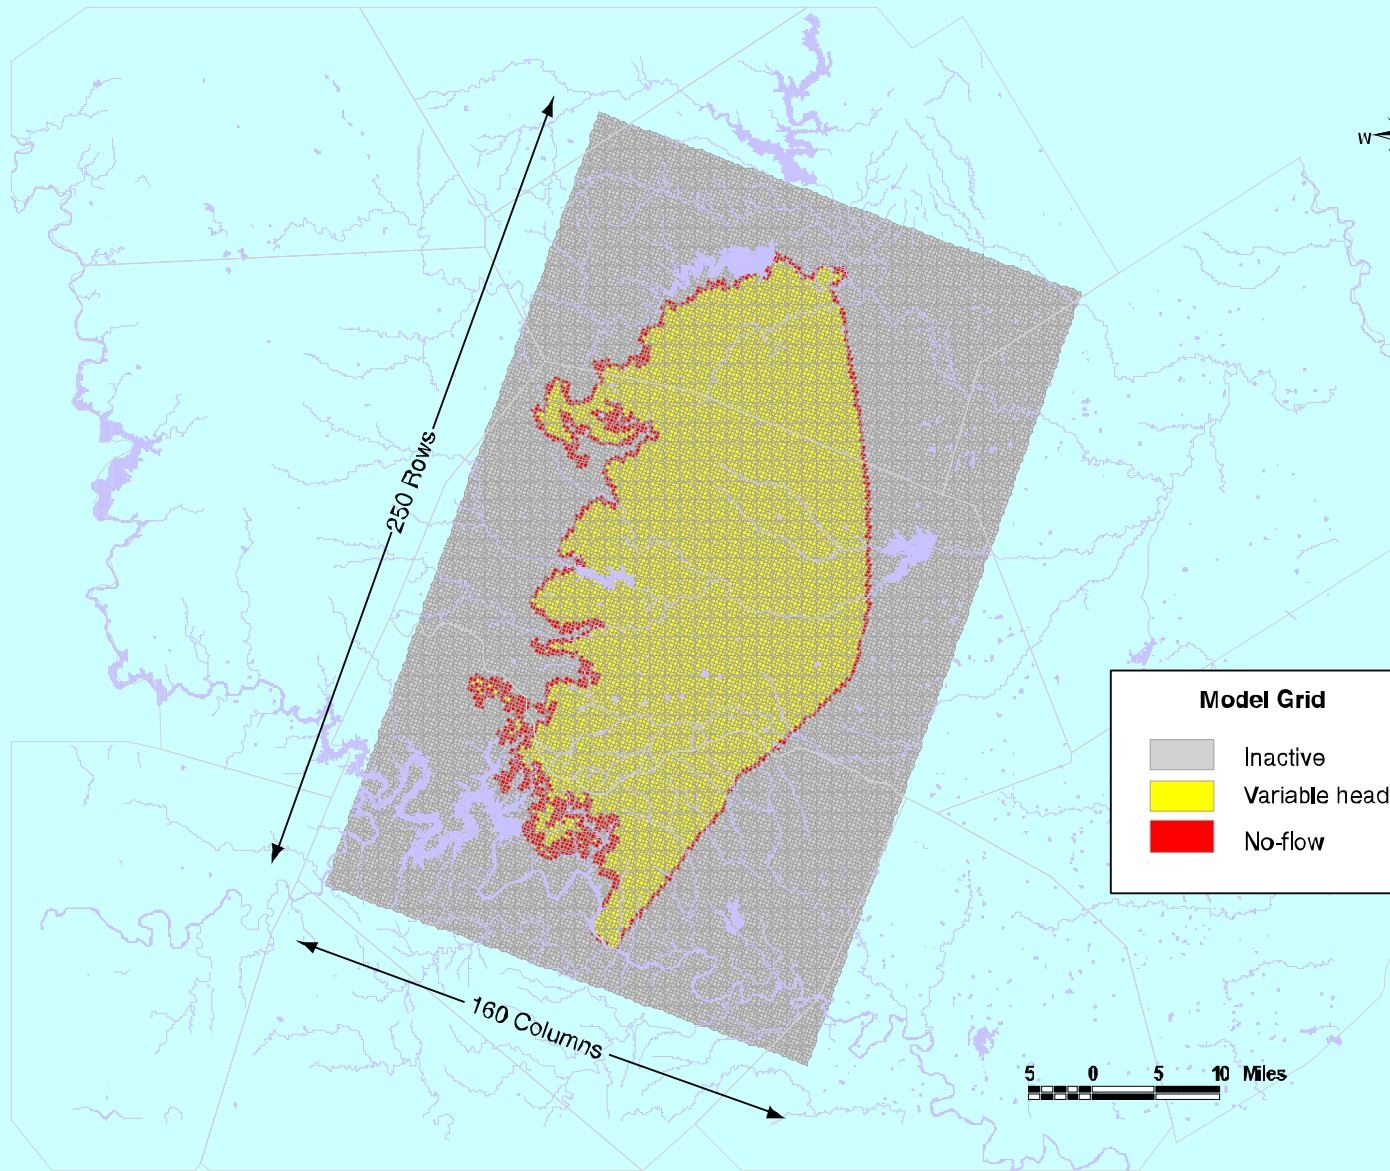 W
250 Rows
Model Grid
Inactive
Variable head
No-flow
160 Columns
5 0 5 10 Miles